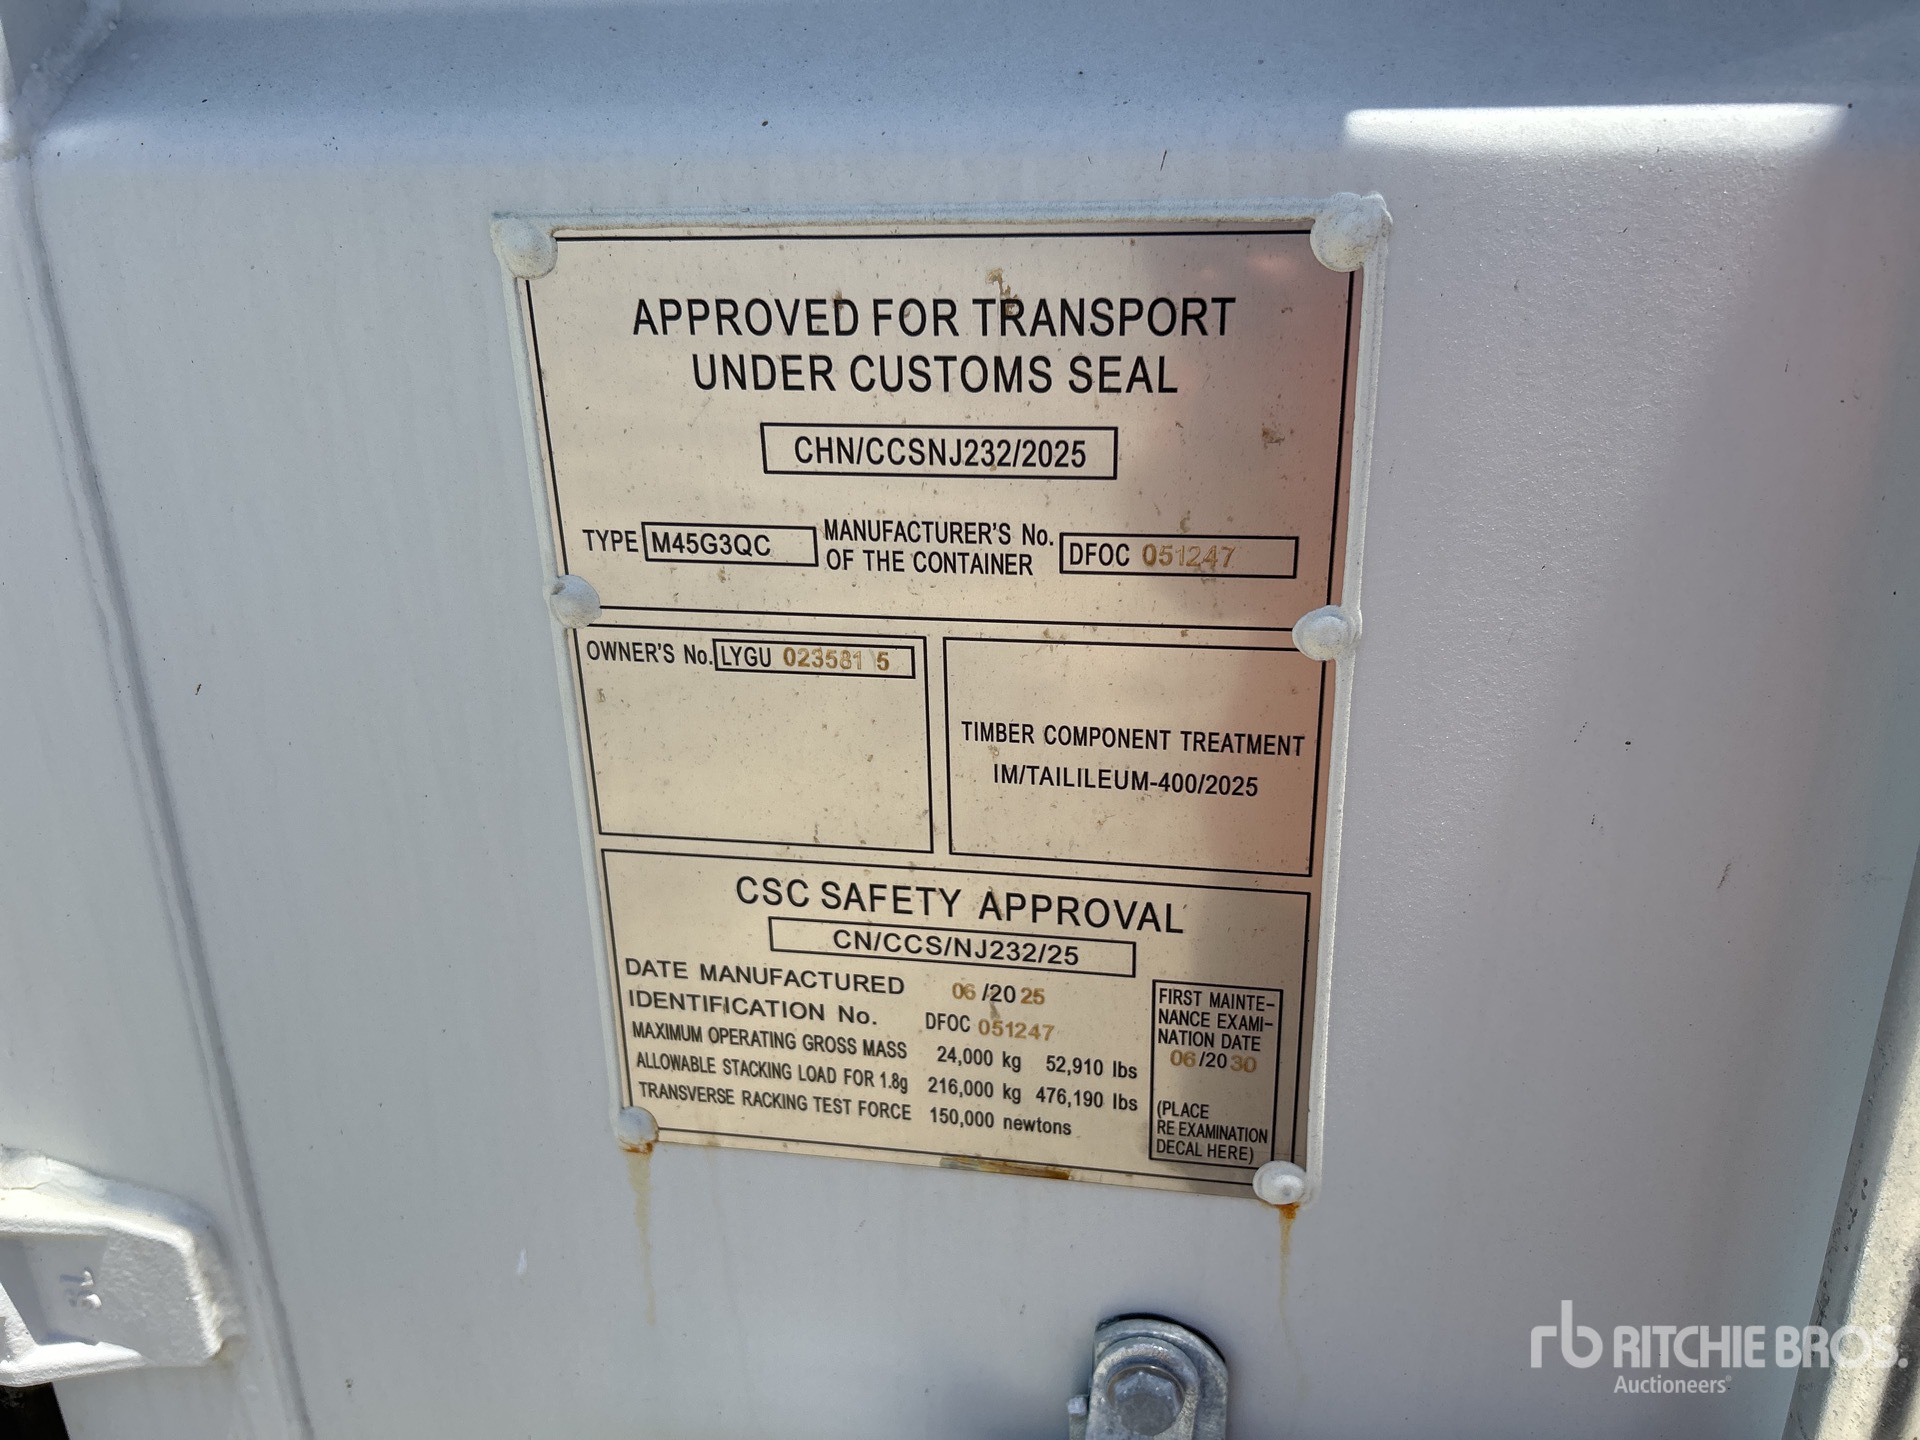 APPROVED FOR TRANSPORT
UNDER CUSTOMS SEAL
CHN/CCSNJ232/2025
TYPE M45G3QC MANUFACTURER'S No. OF THE CONTAINER DFOC 051247
OWNER'S No. LYGU 023581 5
TIMBER COMPONENT TREATMENT
IM/TAILILEUM-400/2025
CSC SAFETY APPROVAL
CN/CCS/NJ232/25
DATE MANUFACTURED 06/2025
IDENTIFICATION No. DFOC 051247
MAXIMUM OPERATING GROSS MASS 24,000 kg 52,910 lbs
ALLOWABLE STACKING LOAD FOR 1.8g 216,000 kg 476,190 lbs
TRANSVERSE RACKING TEST FORCE 150,000 newtons
FIRST MAINTE-
NANCE EXAMI-
NATION DATE
06/2030
(PLACE
RE EXAMINATION
DECAL HERE)
rb RITCHIE BROS.
Auctioneers